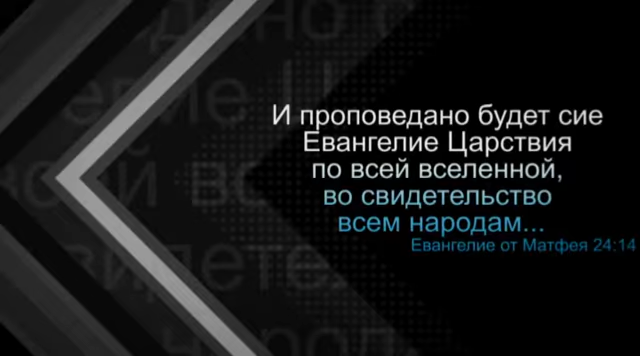 И проповедано будет сие
Евангелие Царствия
по всей вселенной,
во свидетельство
всем народам...
Евангелие от Матфея 24:14